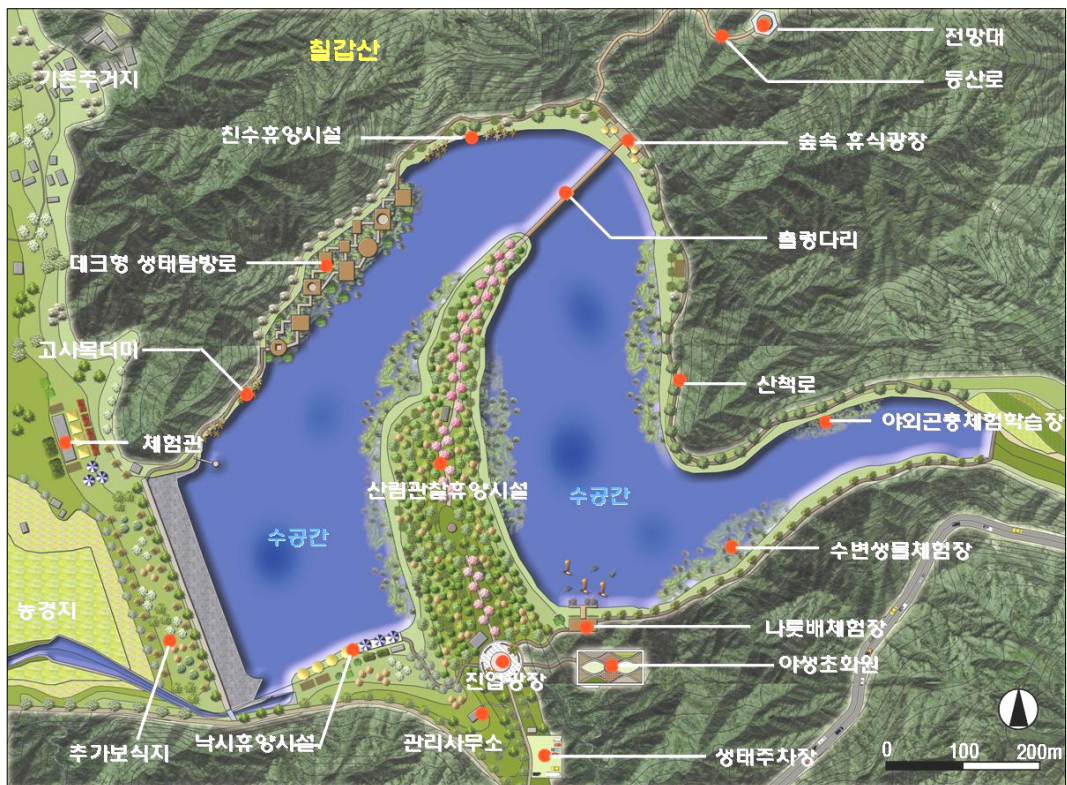 칠갑산
전망대
기존주거지
등산로
친수휴양시설
숲속 휴식광장
흔렁다리
데크형 생태탐방로
고사목더미
산책로
야외곤충체험학습장
체험관
산림관찰휴양시설
수공간
수공간
수변생물체험장
농경지
나룻배체험장
진입광장
야생초화원
추가보식지
낙시휴양시설
관리사무소
생태주차장
0 100 200m